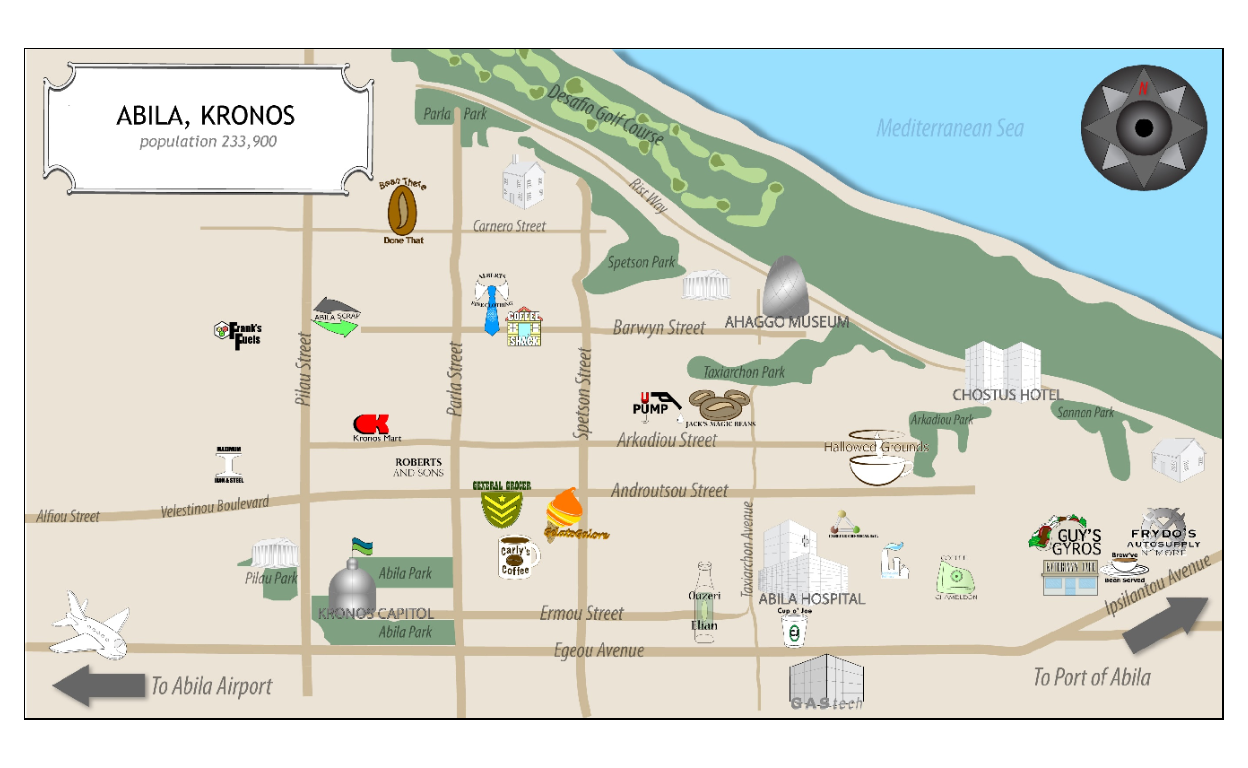 ABILA, KRONOS
population 233,900
N
Mediterranean Sea
Desafio Golf Course
Parla Park
Rist Way
Bean There
Done That
Carnero Street
Spetson Park
ALBERTS
FINE CLOTHING
COFFEE
SHACK
ABILA SCRAP
Frank's
Fuels
Barwyn Street
AHAGGO MUSEUM
Pilau Street
Parla Street
Spetson Street
Taxiarchon Park
CHOSTUS HOTEL
U
PUMP
JACK'S MAGIC BEANS
Arkadiou Park
Sannan Park
Kronos Mart
Arkadiou Street
Hallowed Grounds
MAXIMUM
IRON & STEEL
ROBERTS
AND SONS
GENERAL GROCER
Androutsou Street
Alfiou Street
Velestinou Boulevard
Gelatogalore
Taxiarchon Avenue
GUY'S
GYROS
FRYDO'S
AUTOSUPPLY
N' MORE
Carly's
Coffee
Pilau Park
Abila Park
Brew've
Been Served
COFFEE
CHAMELEON
Ipsilantou Avenue
KRONOS CAPITOL
Ouzeri
Elian
ABILA HOSPITAL
Cup o' Joe
Ermou Street
Abila Park
Egeou Avenue
To Abila Airport
To Port of Abila
GAStech